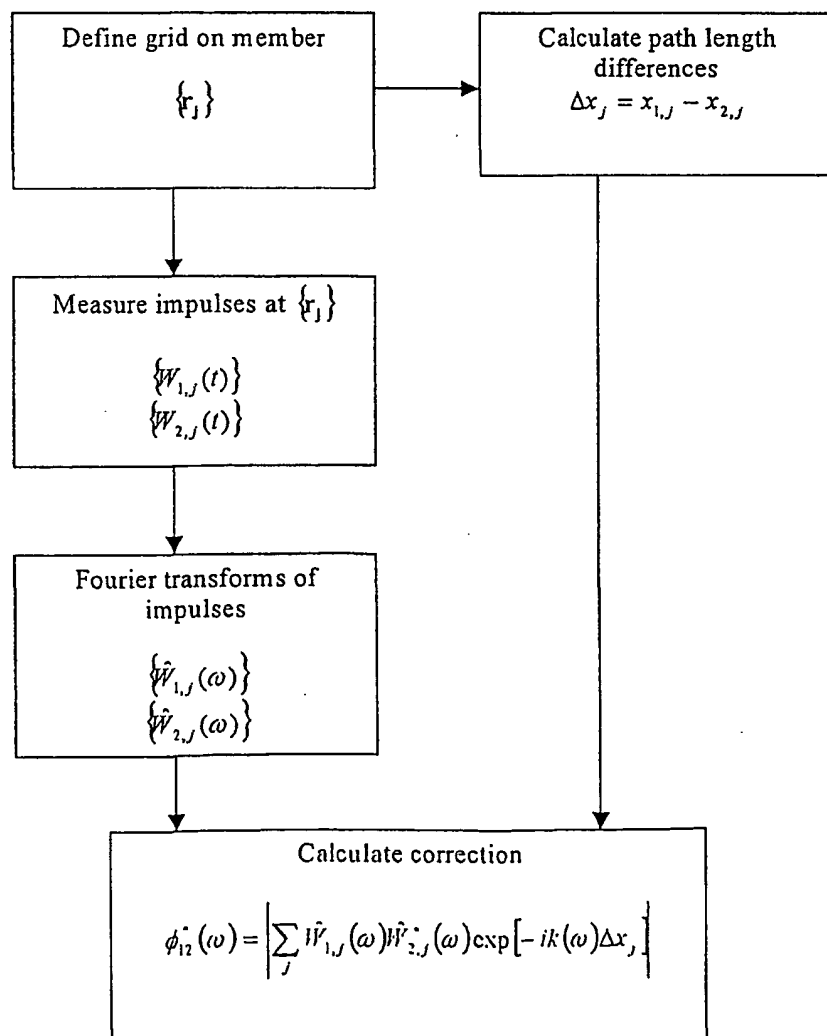 Define grid on member
{r_j}
Calculate path length
differences
Δx_j = x_{1,j} − x_{2,j}
Measure impulses at {r_j}
{W_{1,j}(t)}
{W_{2,j}(t)}
Fourier transforms of
impulses
{Ŵ_{1,j}(ω)}
{Ŵ_{2,j}(ω)}
Calculate correction
φ*_{12}(ω) = |∑_j Ŵ_{1,j}(ω)Ŵ*_{2,j}(ω)exp[−ik(ω)Δx_j]|